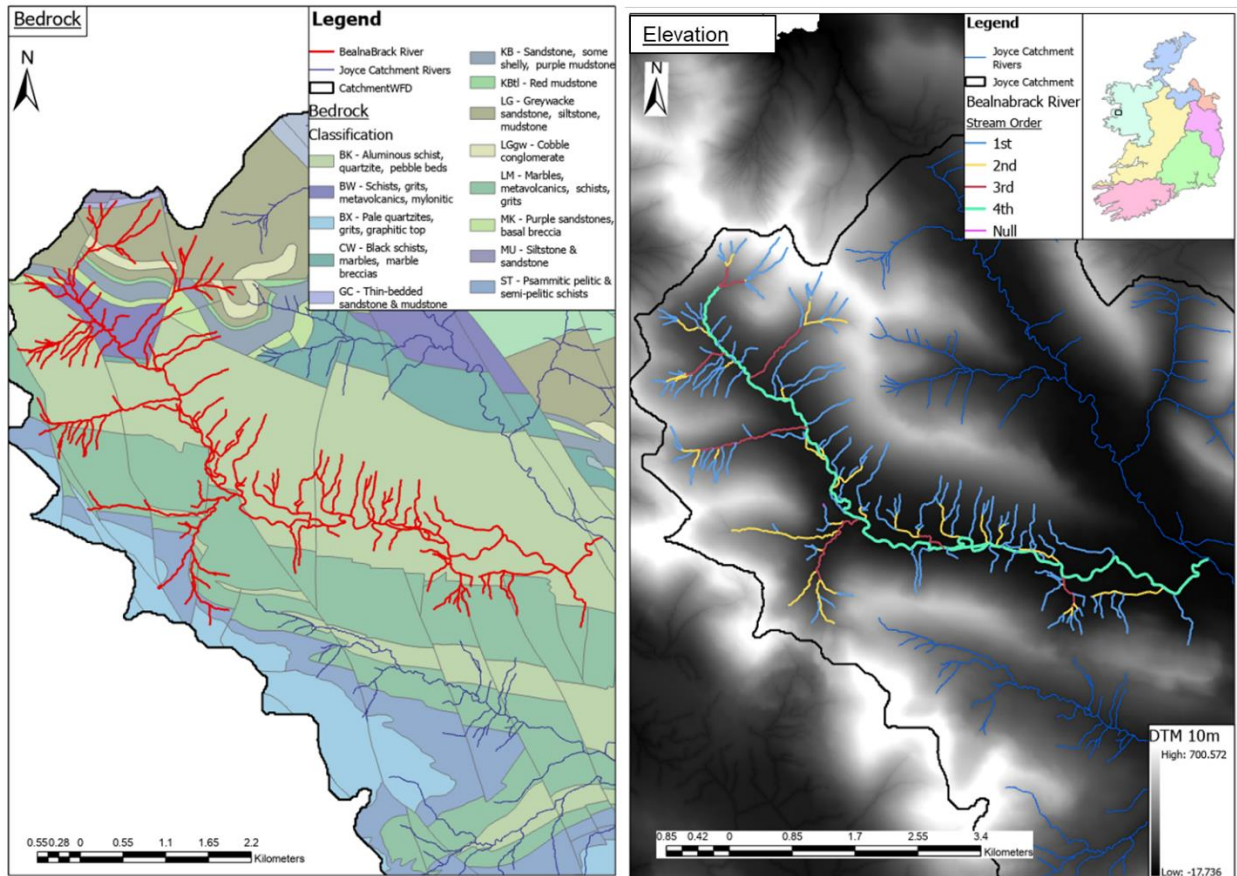 Bedrock
N
Legend
BealnaBrack River
Joyce Catchment Rivers
CatchmentWFD
Bedrock
Classification
BK - Aluminous schist,
quartzite, pebble beds
BW - Schists, grits,
metavolcanics, mylonitic
BX - Pale quartzites,
grits, graphitic top
CW - Black schists,
marbles, marble
breccias
GC - Thin-bedded
sandstone & mudstone
KB - Sandstone, some
shelly, purple mudstone
KBtl - Red mudstone
LG - Greywacke
sandstone, siltstone,
mudstone
LGgw - Cobble
conglomerate
LM - Marbles,
metavolcanics, schists,
grits
MK - Purple sandstones,
basal breccia
MU - Siltstone &
sandstone
ST - Psammitic pelitic &
semi-pelitic schists
0.55 0.28 0 0.55 1.1 1.65 2.2
Kilometers
Elevation
N
Legend
Joyce Catchment
Rivers
Joyce Catchment
Bealnabrack River
Stream Order
1st
2nd
3rd
4th
Null
DTM 10m
High: 700.572
Low: -17.736
0.85 0.42 0 0.85 1.7 2.55 3.4
Kilometers